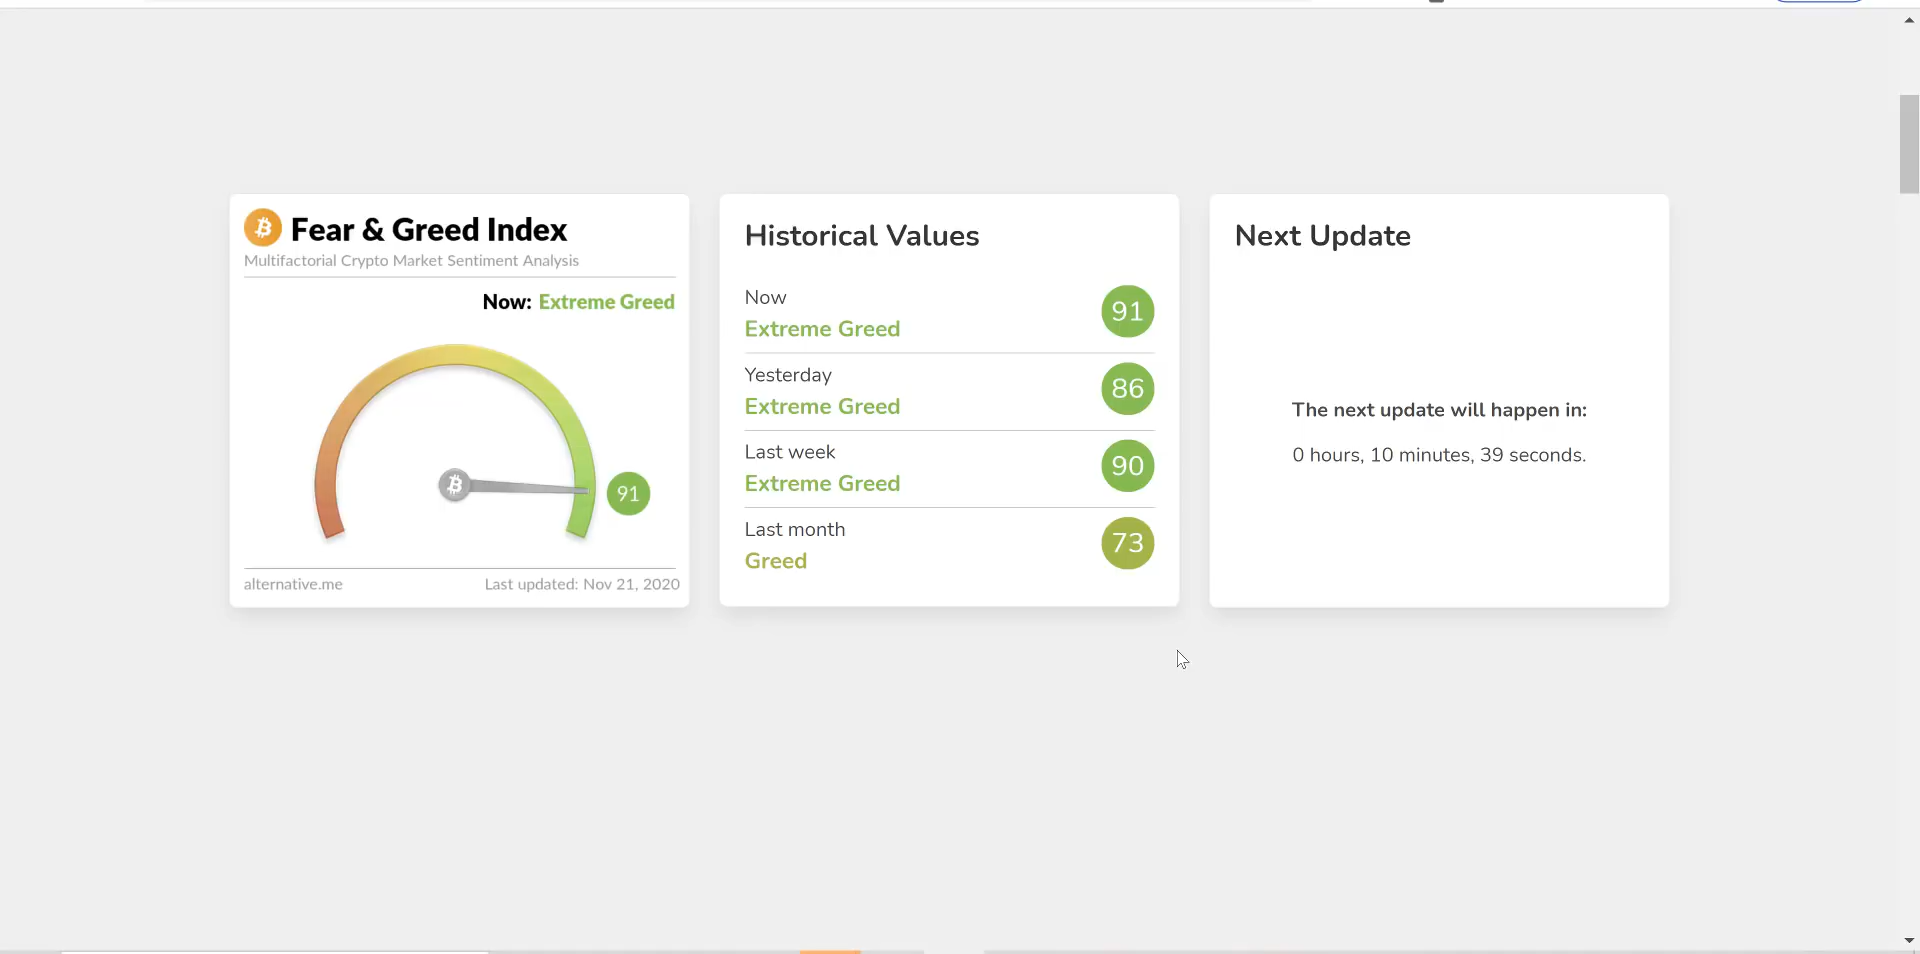 Fear & Greed Index
Multifactorial Crypto Market Sentiment Analysis
Now: Extreme Greed
91
alternative.me
Last updated: Nov 21, 2020
Historical Values
Now
Extreme Greed
91
Yesterday
Extreme Greed
86
Last week
Extreme Greed
90
Last month
Greed
73
Next Update
The next update will happen in:
0 hours, 10 minutes, 39 seconds.